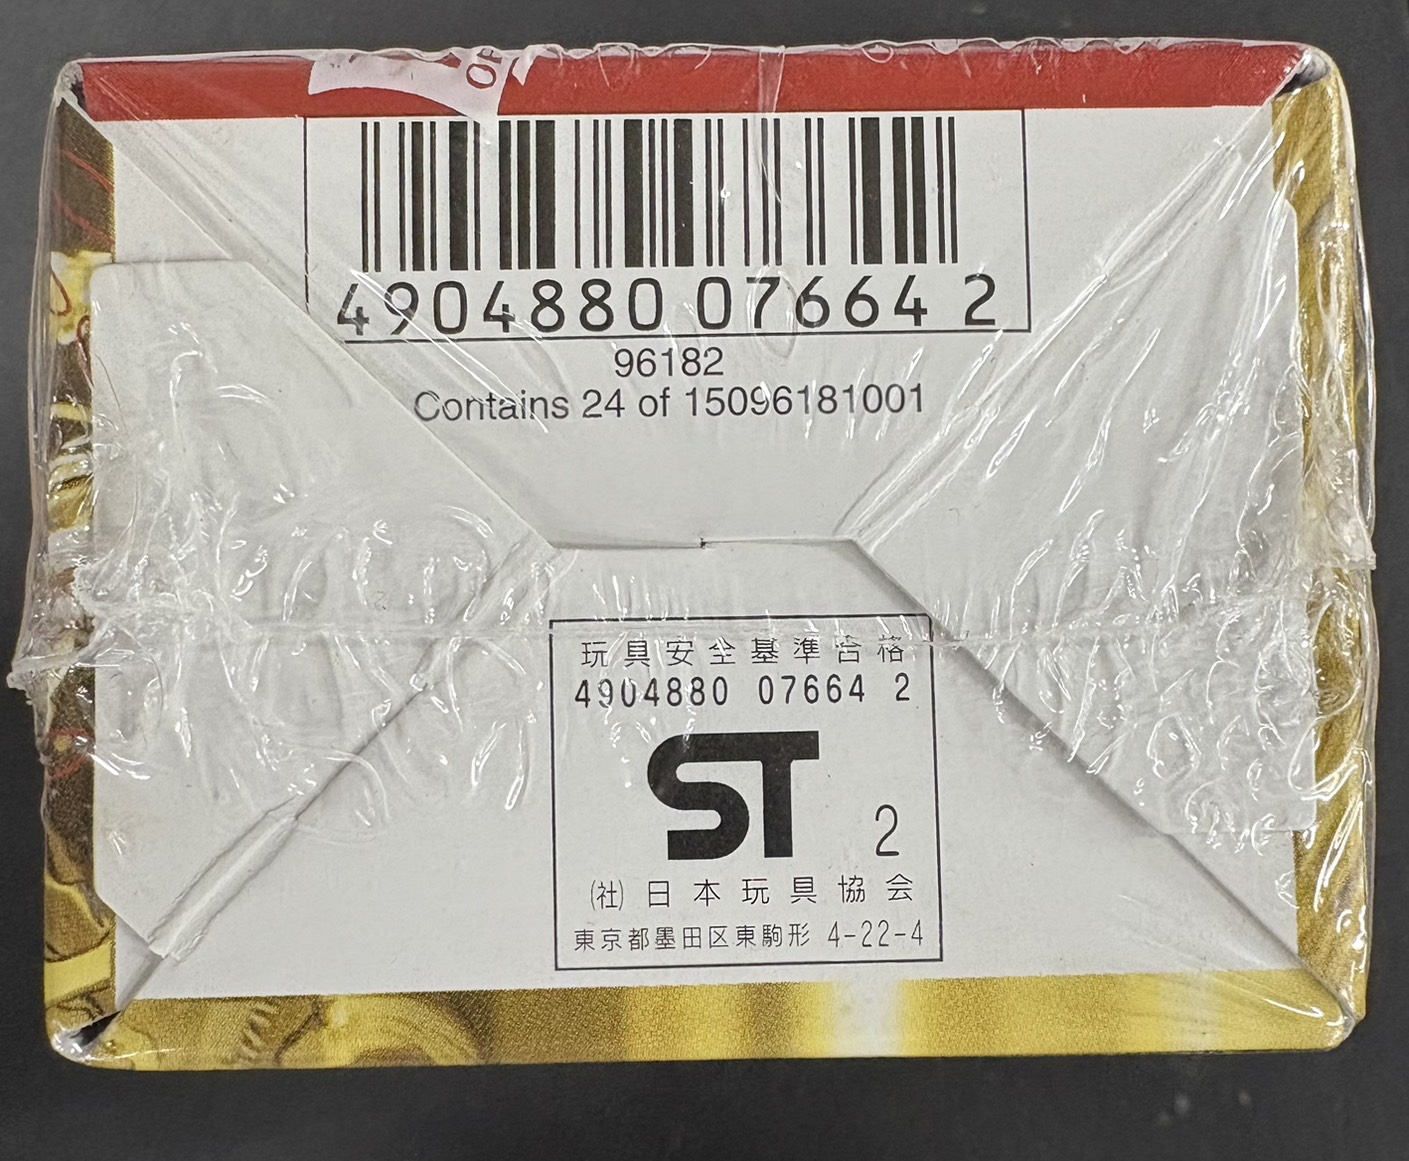 4904880 07664 2
96182
Contains 24 of 15096181001
玩具安全基準合格
4904880 07664 2
ST 2
(社)日本玩具協会
東京都墨田区東駒形 4-22-4